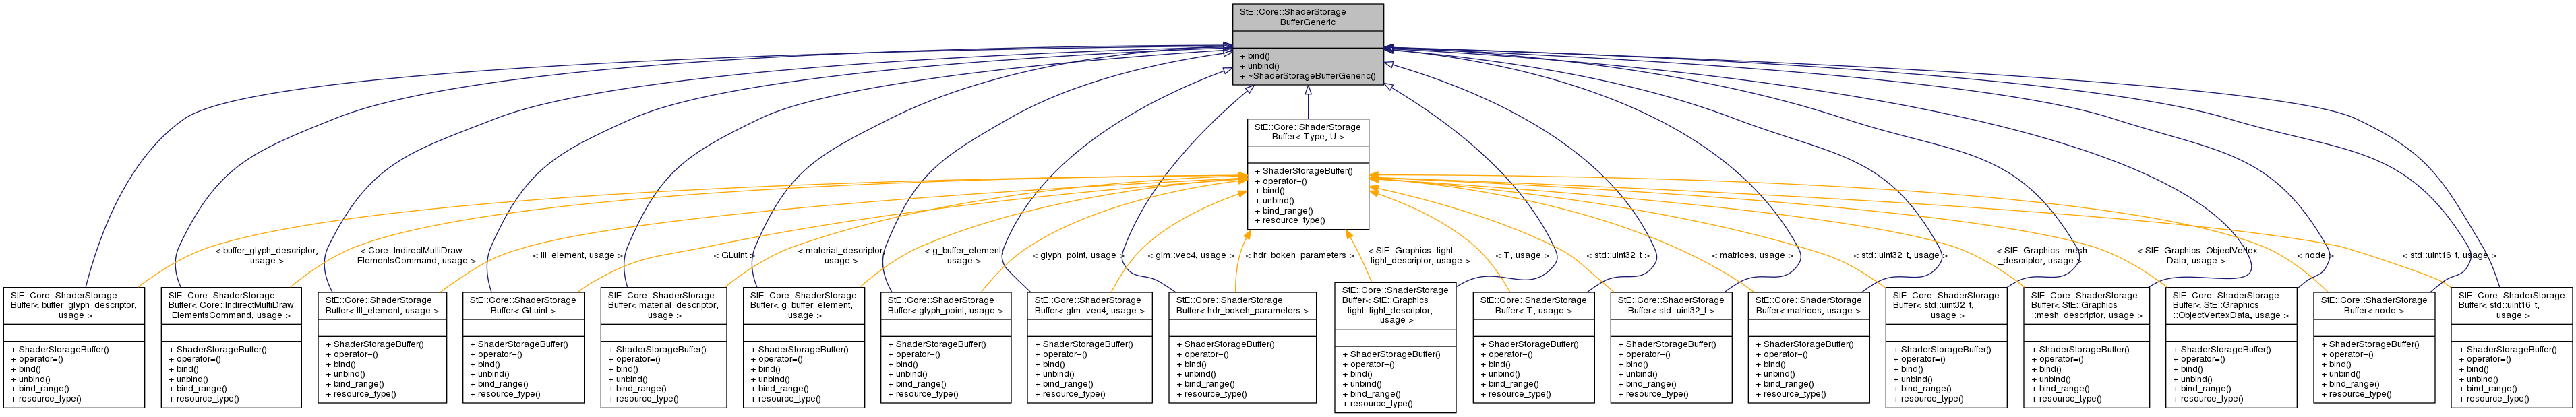 StE::Core::ShaderStorage
BufferGeneric
+ bind()
+ unbind()
+ ~ShaderStorageBufferGeneric()
StE::Core::ShaderStorage
Buffer< Type, U >
+ ShaderStorageBuffer()
+ operator=()
+ bind()
+ unbind()
+ bind_range()
+ resource_type()
< buffer_glyph_descriptor,
usage >
< Core::IndirectMultiDraw
ElementsCommand, usage >
< lll_element, usage >
< GLuint >
< material_descriptor,
usage >
< g_buffer_element,
usage >
< glyph_point, usage >
< glm::vec4, usage >
< hdr_bokeh_parameters >
< StE::Graphics::light
::light_descriptor, usage >
< T, usage >
< std::uint32_t >
< matrices, usage >
< std::uint32_t, usage >
< StE::Graphics::mesh
_descriptor, usage >
< StE::Graphics::ObjectVertex
Data, usage >
< node >
< std::uint16_t, usage >
StE::Core::ShaderStorage
Buffer< buffer_glyph_descriptor,
usage >
+ ShaderStorageBuffer()
+ operator=()
+ bind()
+ unbind()
+ bind_range()
+ resource_type()
StE::Core::ShaderStorage
Buffer< Core::IndirectMultiDraw
ElementsCommand, usage >
+ ShaderStorageBuffer()
+ operator=()
+ bind()
+ unbind()
+ bind_range()
+ resource_type()
StE::Core::ShaderStorage
Buffer< lll_element, usage >
+ ShaderStorageBuffer()
+ operator=()
+ bind()
+ unbind()
+ bind_range()
+ resource_type()
StE::Core::ShaderStorage
Buffer< GLuint >
+ ShaderStorageBuffer()
+ operator=()
+ bind()
+ unbind()
+ bind_range()
+ resource_type()
StE::Core::ShaderStorage
Buffer< material_descriptor,
usage >
+ ShaderStorageBuffer()
+ operator=()
+ bind()
+ unbind()
+ bind_range()
+ resource_type()
StE::Core::ShaderStorage
Buffer< g_buffer_element,
usage >
+ ShaderStorageBuffer()
+ operator=()
+ bind()
+ unbind()
+ bind_range()
+ resource_type()
StE::Core::ShaderStorage
Buffer< glyph_point, usage >
+ ShaderStorageBuffer()
+ operator=()
+ bind()
+ unbind()
+ bind_range()
+ resource_type()
StE::Core::ShaderStorage
Buffer< glm::vec4, usage >
+ ShaderStorageBuffer()
+ operator=()
+ bind()
+ unbind()
+ bind_range()
+ resource_type()
StE::Core::ShaderStorage
Buffer< hdr_bokeh_parameters >
+ ShaderStorageBuffer()
+ operator=()
+ bind()
+ unbind()
+ bind_range()
+ resource_type()
StE::Core::ShaderStorage
Buffer< StE::Graphics
::light::light_descriptor,
usage >
+ ShaderStorageBuffer()
+ operator=()
+ bind()
+ unbind()
+ bind_range()
+ resource_type()
StE::Core::ShaderStorage
Buffer< T, usage >
+ ShaderStorageBuffer()
+ operator=()
+ bind()
+ unbind()
+ bind_range()
+ resource_type()
StE::Core::ShaderStorage
Buffer< std::uint32_t >
+ ShaderStorageBuffer()
+ operator=()
+ bind()
+ unbind()
+ bind_range()
+ resource_type()
StE::Core::ShaderStorage
Buffer< matrices, usage >
+ ShaderStorageBuffer()
+ operator=()
+ bind()
+ unbind()
+ bind_range()
+ resource_type()
StE::Core::ShaderStorage
Buffer< std::uint32_t,
usage >
+ ShaderStorageBuffer()
+ operator=()
+ bind()
+ unbind()
+ bind_range()
+ resource_type()
StE::Core::ShaderStorage
Buffer< StE::Graphics
::mesh_descriptor, usage >
+ ShaderStorageBuffer()
+ operator=()
+ bind()
+ unbind()
+ bind_range()
+ resource_type()
StE::Core::ShaderStorage
Buffer< StE::Graphics
::ObjectVertexData, usage >
+ ShaderStorageBuffer()
+ operator=()
+ bind()
+ unbind()
+ bind_range()
+ resource_type()
StE::Core::ShaderStorage
Buffer< node >
+ ShaderStorageBuffer()
+ operator=()
+ bind()
+ unbind()
+ bind_range()
+ resource_type()
StE::Core::ShaderStorage
Buffer< std::uint16_t,
usage >
+ ShaderStorageBuffer()
+ operator=()
+ bind()
+ unbind()
+ bind_range()
+ resource_type()